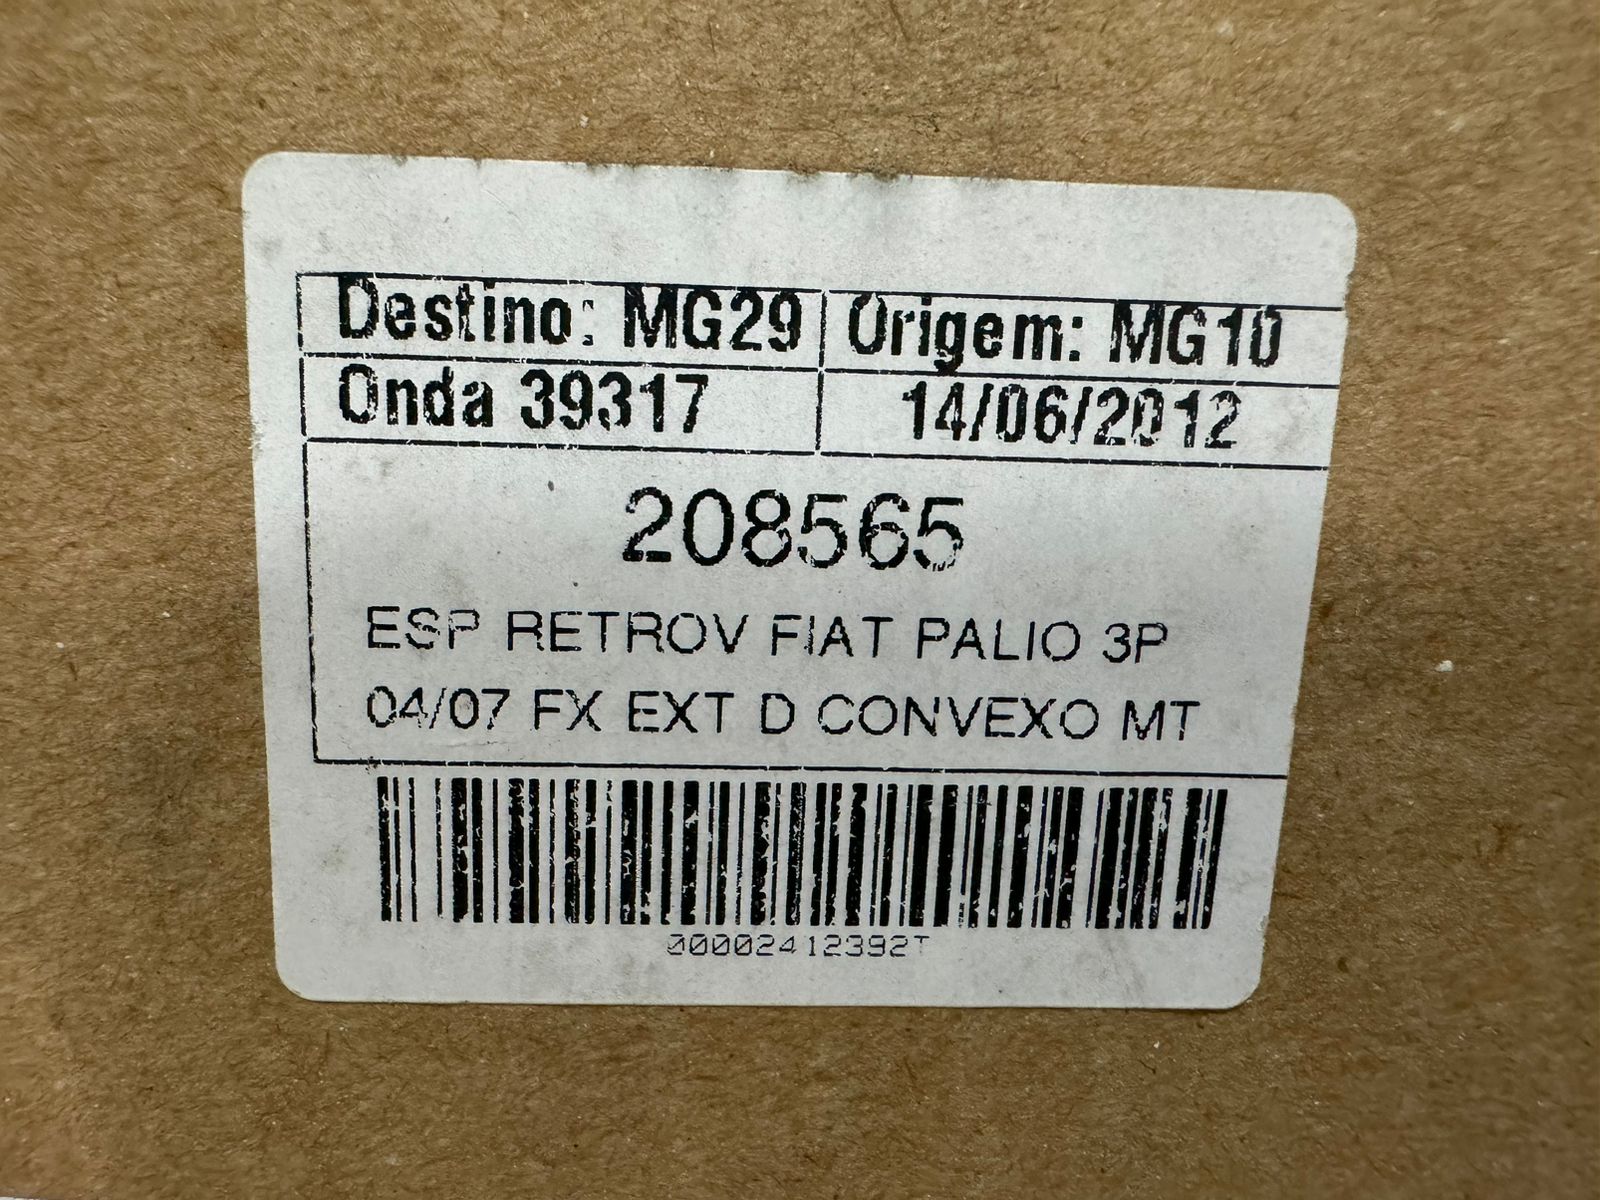 Destino: MG29 Origem: MG10
Onda 39317 14/06/2012
208565
ESP RETROV FIAT PALIO 3P
04/07 FX EXT D CONVEXO MT
00002412392T